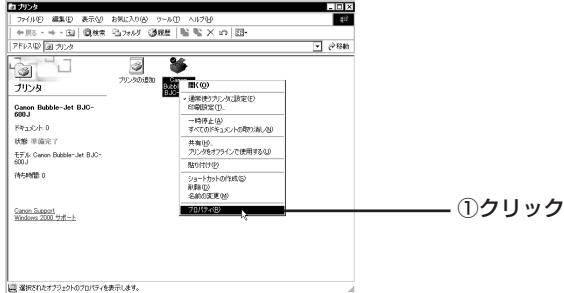 プリンタ
ファイル(F) 編集(E) 表示(V) お気に入り(A) ツール(T) ヘルプ(H)
戻る 検索 フォルダ 履歴
アドレス(D) プリンタ 移動
プリンタ
プリンタの追加
Canon Bubble-Jet BJC-
600J
ドキュメント: 0
状態: 準備完了
モデル: Canon Bubble-Jet BJC-
600J
待ち時間: 0
Canon Support
Windows 2000 サポート
開く(O)
通常使うプリンタに設定(F)
印刷設定(T)...
一時停止(A)
すべてのドキュメントの取り消し(N)
共有(H)...
プリンタをオフラインで使用する(U)
貼り付け(P)
ショートカットの作成(S)
削除(D)
名前の変更(M)
プロパティ(R)
①クリック
選択されたオブジェクトのプロパティを表示します。